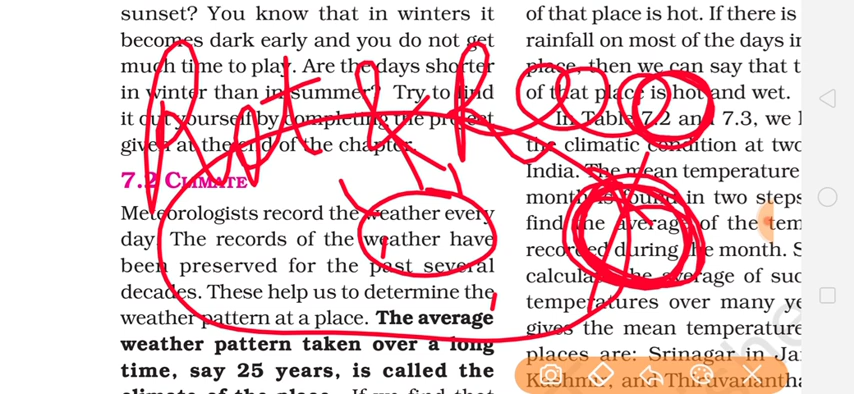 sunset? You know that in winters it
becomes dark early and you do not get
much time to play. Are the days shorter
in winter than in summer? Try to find
it out yourself by completing the project
given at the end of the chapter.
7.2 CLIMATE
Meteorologists record the weather every
day. The records of the weather have
been preserved for the past several
decades. These help us to determine the
weather pattern at a place. The average
weather pattern taken over a long
time, say 25 years, is called the
climate of the place. If we find that
of that place is hot. If there is
rainfall on most of the days in
place, then we can say that t
of that place is hot and wet.
In Table 7.2 and 7.3, we
the climatic condition at two
India. The mean temperature
month is found in two steps
find the average of the tem
recorded during the month. S
calculate the average of suc
temperatures over many ye
gives the mean temperature
places are: Srinagar in Ja
Kashmir, and Thiruvanantha